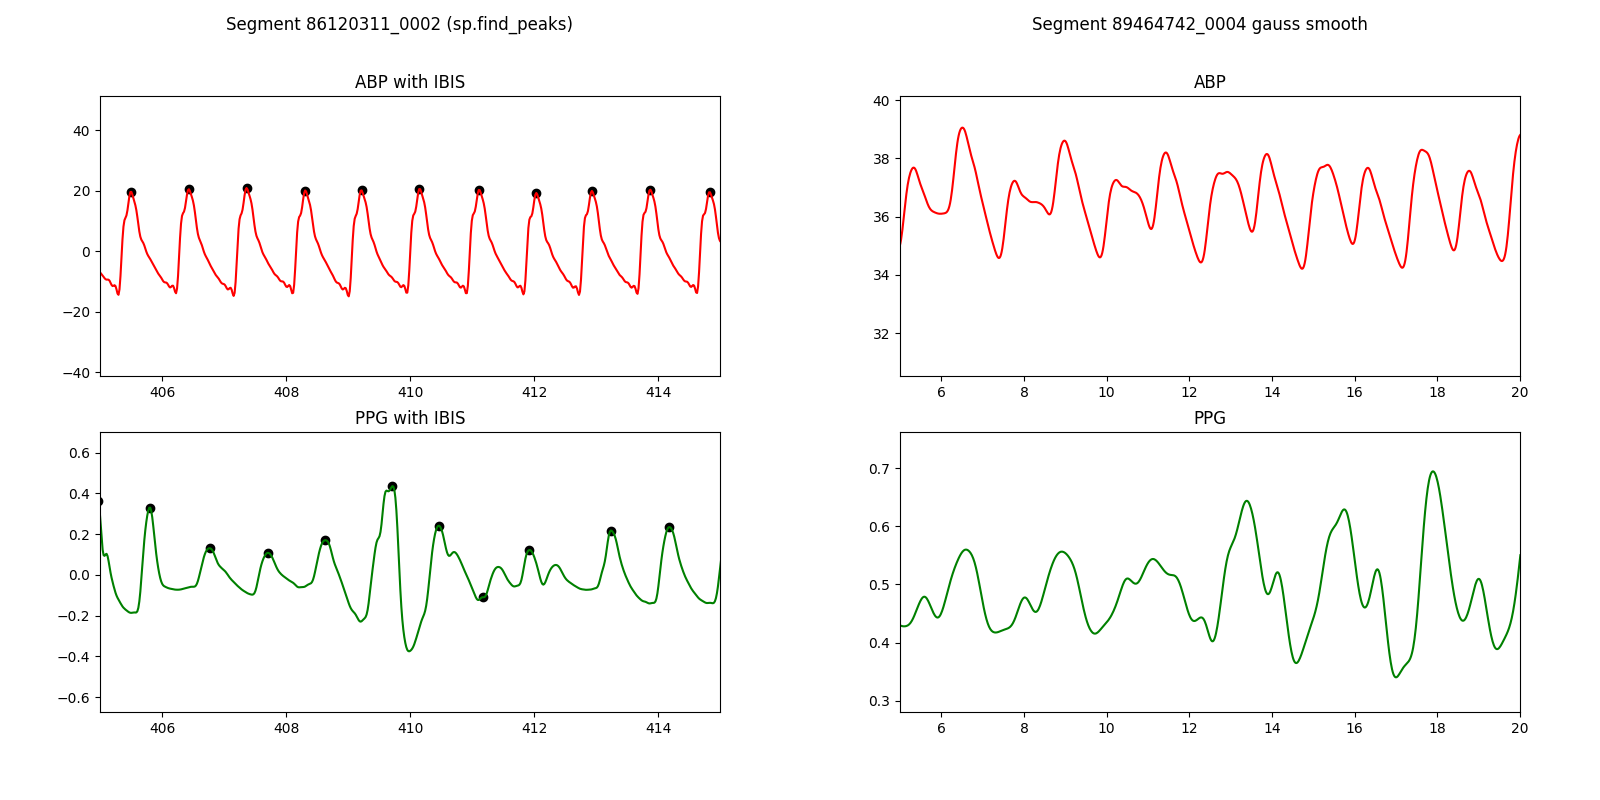 Segment 86120311_0002 (sp.find_peaks)
Segment 89464742_0004 gauss smooth
ABP with IBIS
40
20
0
−20
−40
406 408 410 412 414
ABP
40
38
36
34
32
6 8 10 12 14 16 18 20
PPG with IBIS
0.6
0.4
0.2
0.0
−0.2
−0.4
−0.6
406 408 410 412 414
PPG
0.7
0.6
0.5
0.4
0.3
6 8 10 12 14 16 18 20